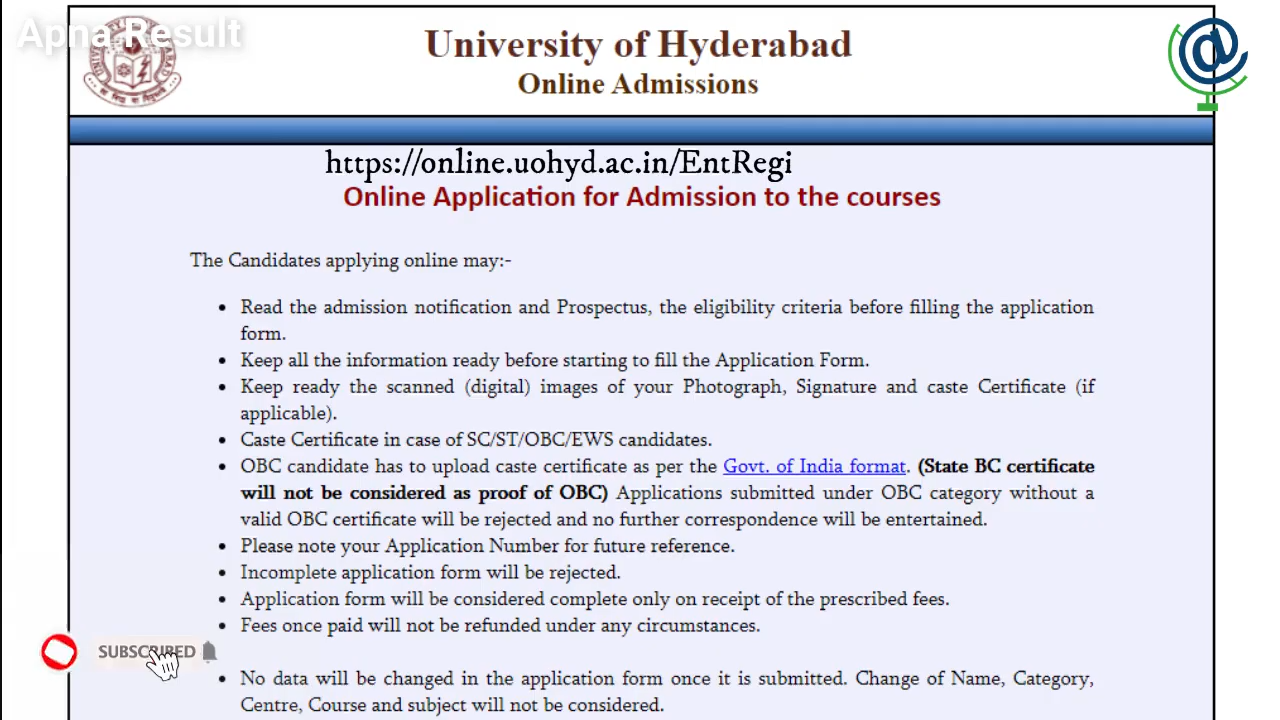 Apna Result
University of Hyderabad
Online Admissions
https://online.uohyd.ac.in/EntRegi
Online Application for Admission to the courses
The Candidates applying online may:-
• Read the admission notification and Prospectus, the eligibility criteria before filling the application
form.
• Keep all the information ready before starting to fill the Application Form.
• Keep ready the scanned (digital) images of your Photograph, Signature and caste Certificate (if
applicable).
• Caste Certificate in case of SC/ST/OBC/EWS candidates.
• OBC candidate has to upload caste certificate as per the Govt. of India format. (State BC certificate
will not be considered as proof of OBC) Applications submitted under OBC category without a
valid OBC certificate will be rejected and no further correspondence will be entertained.
• Please note your Application Number for future reference.
• Incomplete application form will be rejected.
• Application form will be considered complete only on receipt of the prescribed fees.
• Fees once paid will not be refunded under any circumstances.
SUBSCRIBED
• No data will be changed in the application form once it is submitted. Change of Name, Category,
Centre, Course and subject will not be considered.